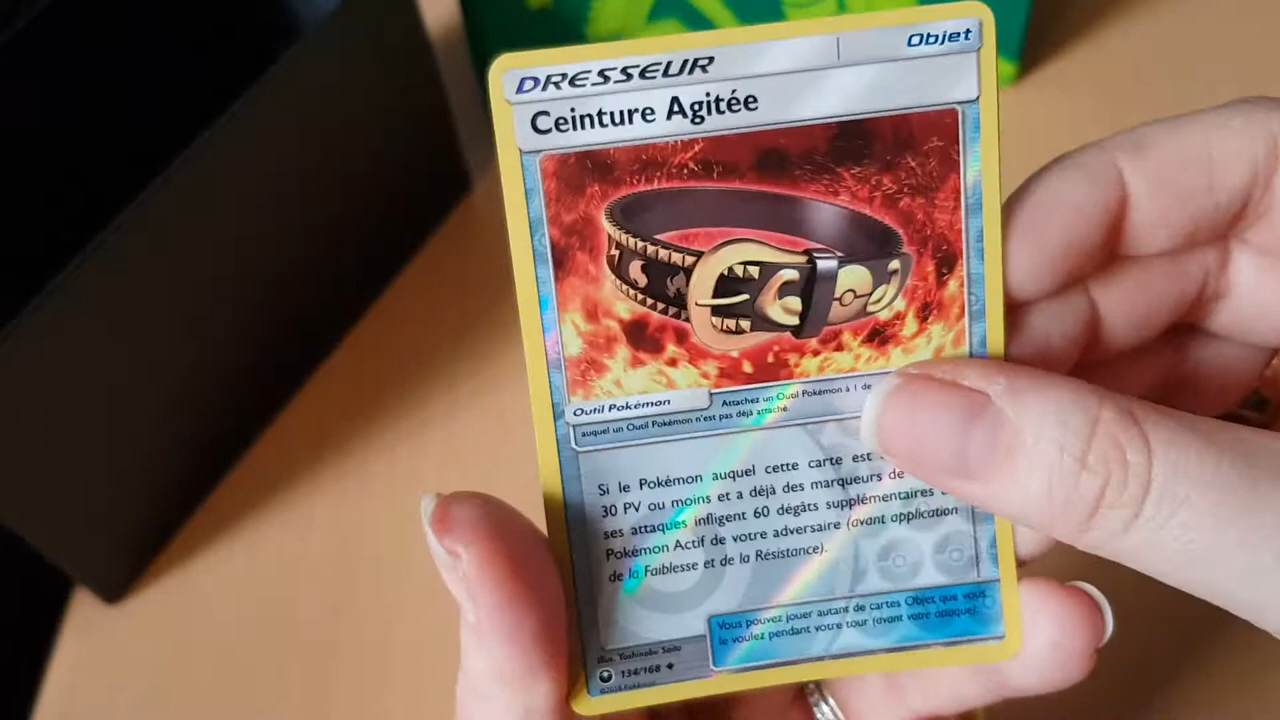 DRESSEUR
Objet
Ceinture Agitée
Outil Pokémon
Attachez un Outil Pokémon à 1 de
auquel un Outil Pokémon n'est pas déjà attaché.
Si le Pokémon auquel cette carte est
30 PV ou moins et a déjà des marqueurs de
ses attaques infligent 60 dégâts supplémentaires
Pokémon Actif de votre adversaire (avant application
de la Faiblesse et de la Résistance).
Vous pouvez jouer autant de cartes Objet que vous
le voulez pendant votre tour (avant votre attaque).
Illus. Yoshinobu Saito
134/168
©2018 Pokémon